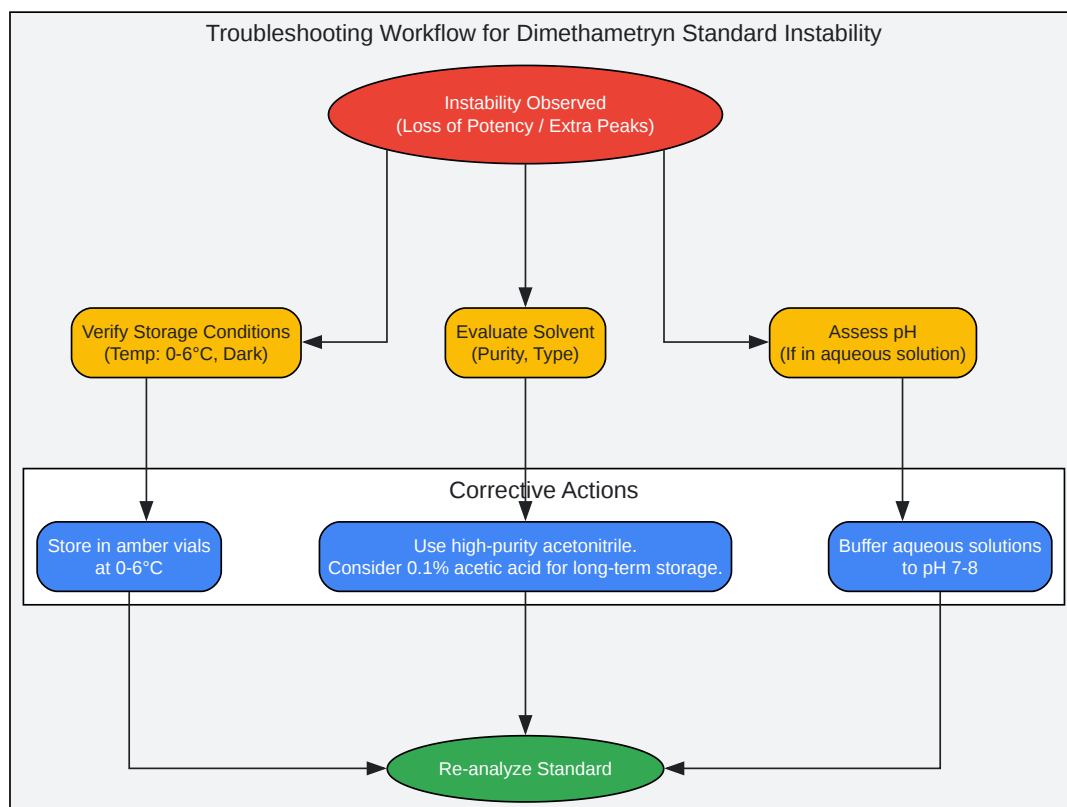 Troubleshooting Workflow for Dimethametryn Standard Instability
Instability Observed
(Loss of Potency / Extra Peaks)
Verify Storage Conditions
(Temp: 0-6°C, Dark)
Evaluate Solvent
(Purity, Type)
Assess pH
(If in aqueous solution)
Corrective Actions
Store in amber vials
at 0-6°C
Use high-purity acetonitrile.
Consider 0.1% acetic acid for long-term storage.
Buffer aqueous solutions
to pH 7-8
Re-analyze Standard